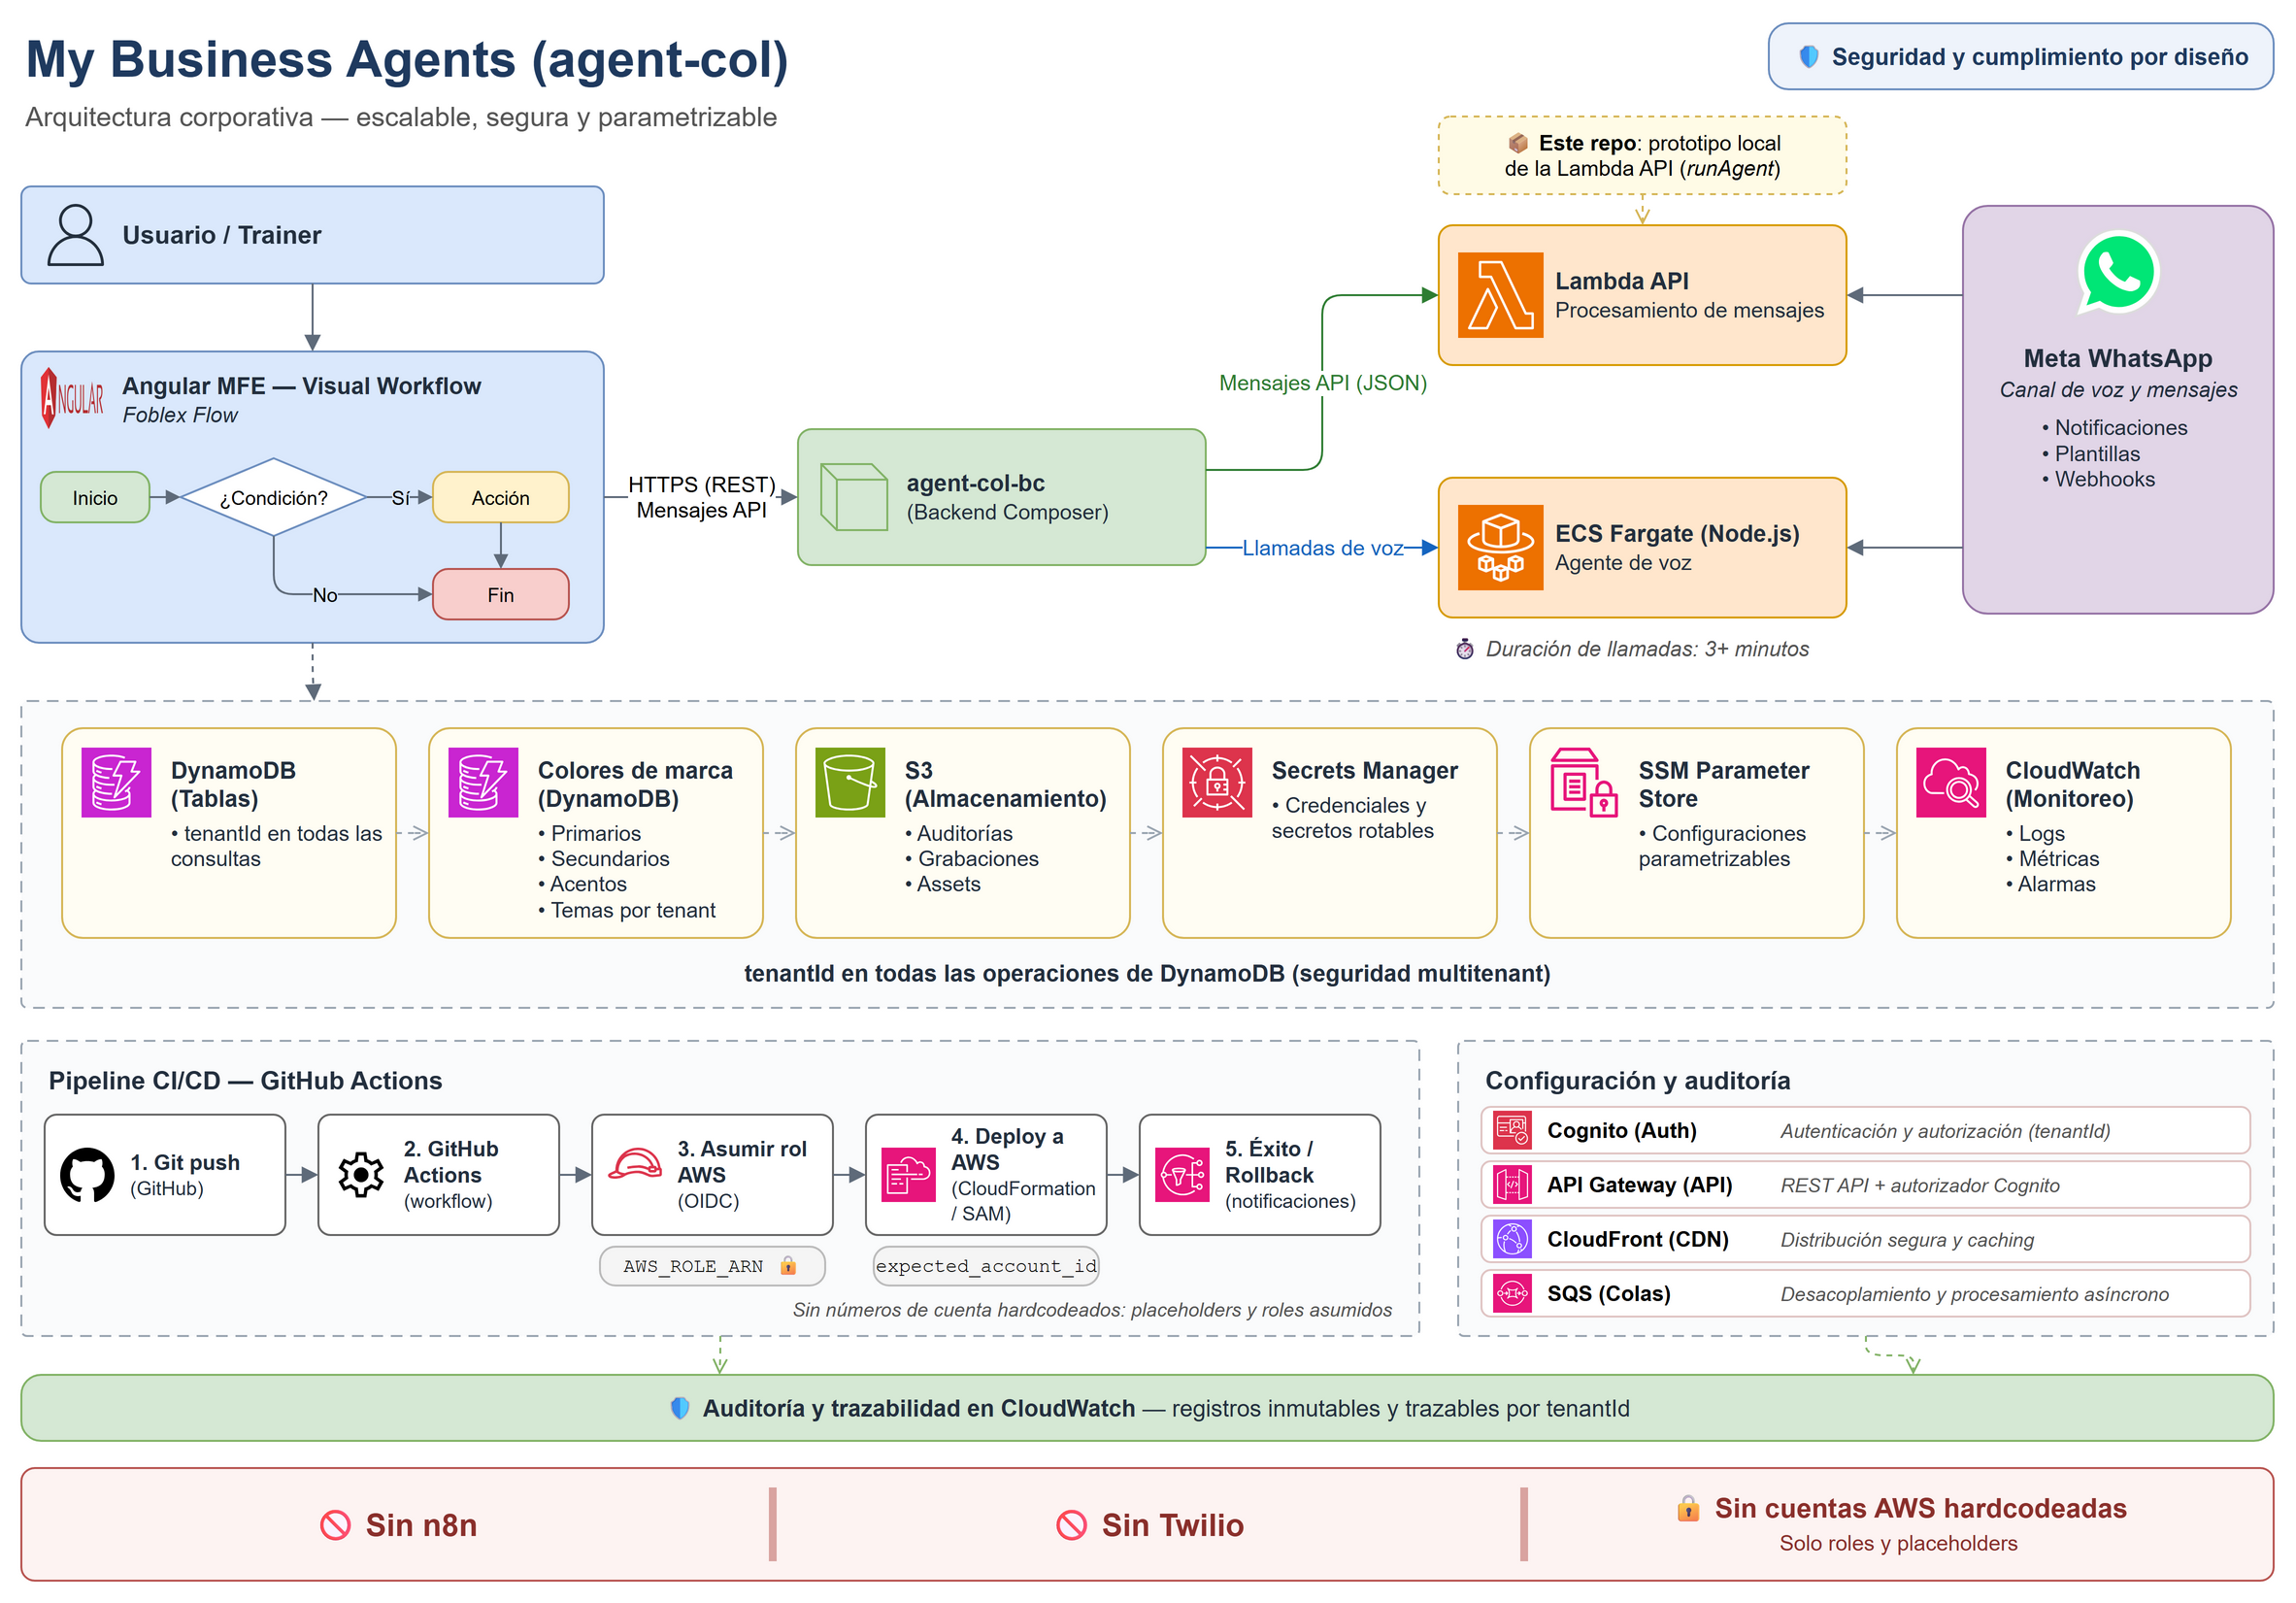 My Business Agents (agent-col)
Arquitectura corporativa — escalable, segura y parametrizable
Seguridad y cumplimiento por diseño
Este repo: prototipo local
de la Lambda API (runAgent)
Usuario / Trainer
ANGULAR
Angular MFE — Visual Workflow
Foblex Flow
Inicio
¿Condición?
Sí
Acción
No
Fin
HTTPS (REST)
Mensajes API
agent-col-bc
(Backend Composer)
Mensajes API (JSON)
Llamadas de voz
Lambda API
Procesamiento de mensajes
ECS Fargate (Node.js)
Agente de voz
Duración de llamadas: 3+ minutos
Meta WhatsApp
Canal de voz y mensajes
• Notificaciones
• Plantillas
• Webhooks
DynamoDB
(Tablas)
• tenantId en todas las
consultas
Colores de marca
(DynamoDB)
• Primarios
• Secundarios
• Acentos
• Temas por tenant
S3
(Almacenamiento)
• Auditorías
• Grabaciones
• Assets
Secrets Manager
• Credenciales y
secretos rotables
SSM Parameter
Store
• Configuraciones
parametrizables
CloudWatch
(Monitoreo)
• Logs
• Métricas
• Alarmas
tenantId en todas las operaciones de DynamoDB (seguridad multitenant)
Pipeline CI/CD — GitHub Actions
1. Git push
(GitHub)
2. GitHub
Actions
(workflow)
3. Asumir rol
AWS
(OIDC)
4. Deploy a
AWS
(CloudFormation
/ SAM)
5. Éxito /
Rollback
(notificaciones)
AWS_ROLE_ARN
expected_account_id
Sin números de cuenta hardcodeados: placeholders y roles asumidos
Configuración y auditoría
Cognito (Auth) Autenticación y autorización (tenantId)
API Gateway (API) REST API + autorizador Cognito
CloudFront (CDN) Distribución segura y caching
SQS (Colas) Desacoplamiento y procesamiento asíncrono
Auditoría y trazabilidad en CloudWatch — registros inmutables y trazables por tenantId
Sin n8n
Sin Twilio
Sin cuentas AWS hardcodeadas
Solo roles y placeholders